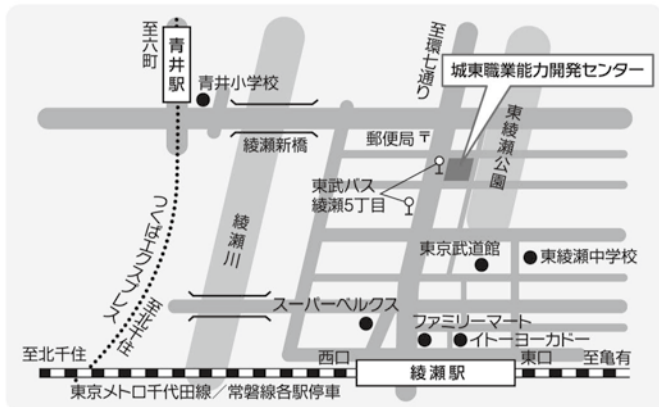 至六町
青井駅
青井小学校
至環七通り
城東職業能力開発センター
東綾瀬公園
綾瀬新橋
郵便局〒
東武バス
綾瀬5丁目
つくばエクスプレス
至北千住
綾瀬川
東京武道館
東綾瀬中学校
スーパーベルクス
ファミリーマート
イトーヨーカドー
至北千住
西口
綾瀬駅
東口
至亀有
東京メトロ千代田線／常磐線各駅停車